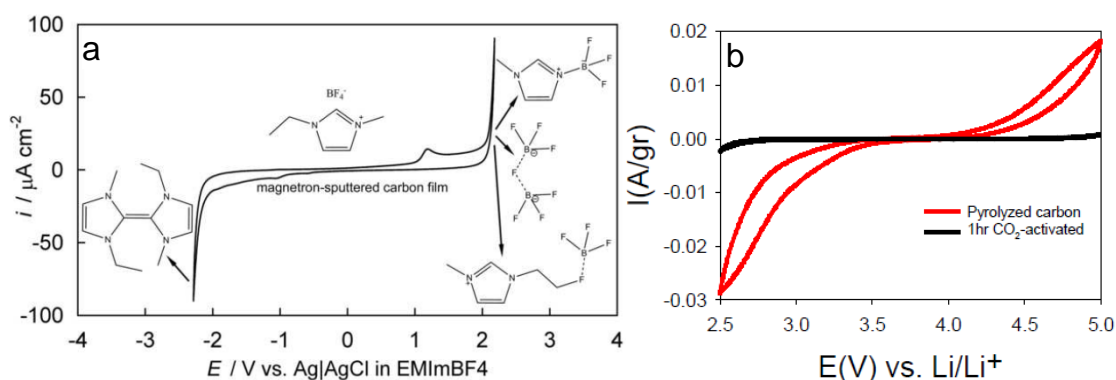 a
100
50
0
-50
-100
i / μA cm-2
BF4-
N
N+
magnetron-sputtered carbon film
N
N
N
N
N
N+
B
F
F
F
F
B⊖
F
F
F
B⊖
F
F
F
N+
N
F
B
F
F
F
-4
-3
-2
-1
0
1
2
3
4
E / V vs. Ag|AgCl in EMImBF4
b
0.02
0.01
0.00
-0.01
-0.02
-0.03
I(A/gr)
Pyrolyzed carbon
1hr CO2-activated
2.5
3.0
3.5
4.0
4.5
5.0
E(V) vs. Li/Li+